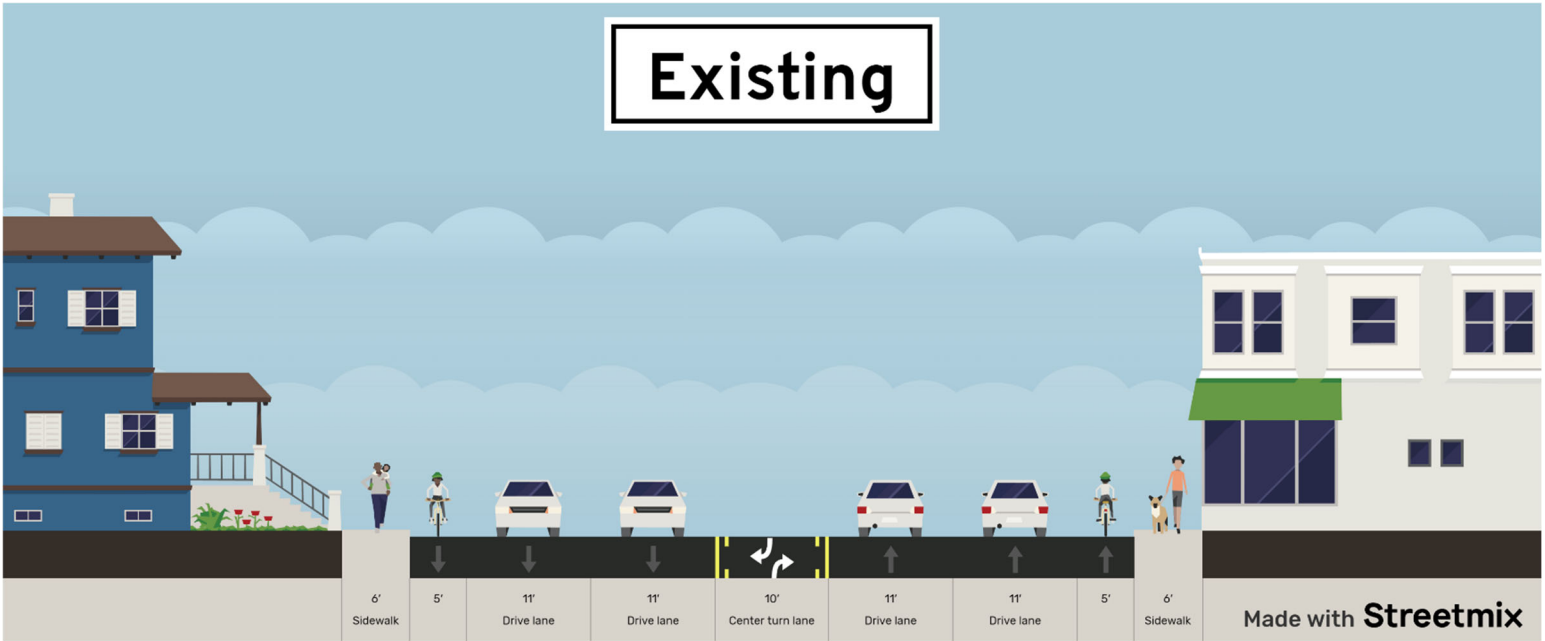 Existing
6' 5' 11' 11' 10' 11' 11' 5' 6'
Sidewalk Drive lane Drive lane Center turn lane Drive lane Drive lane Sidewalk
Made with Streetmix